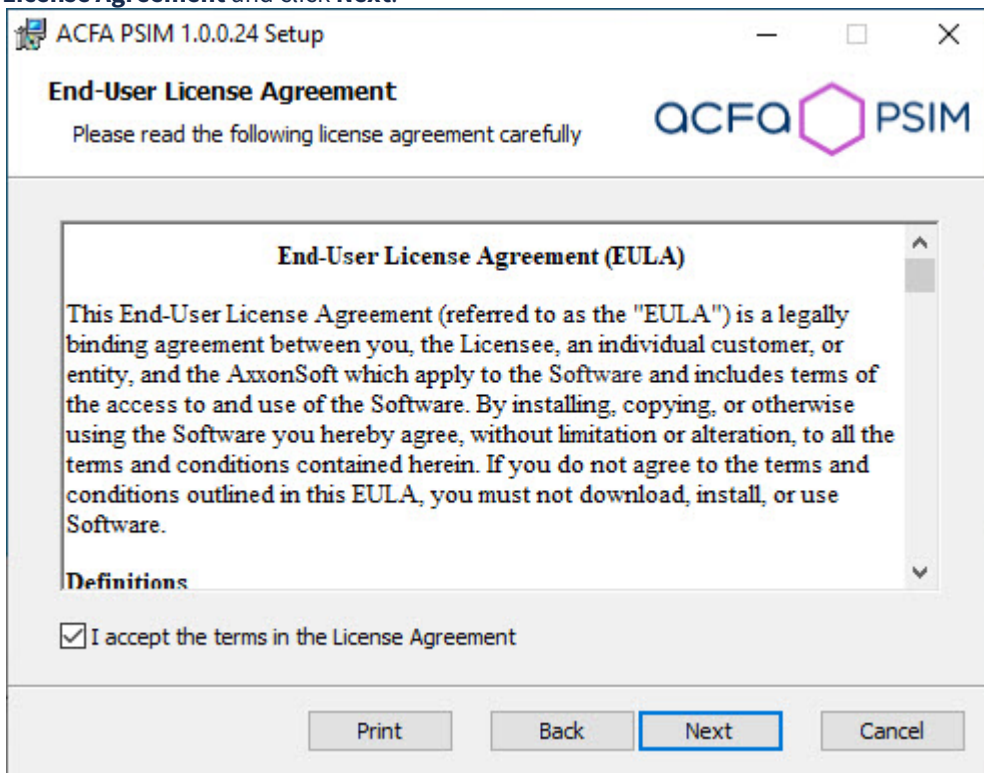 License Agreement and click Next.
ACFA PSIM 1.0.0.24 Setup
End-User License Agreement
Please read the following license agreement carefully
acfa PSIM
End-User License Agreement (EULA)
This End-User License Agreement (referred to as the "EULA") is a legally
binding agreement between you, the Licensee, an individual customer, or
entity, and the AxxonSoft which apply to the Software and includes terms of
the access to and use of the Software. By installing, copying, or otherwise
using the Software you hereby agree, without limitation or alteration, to all the
terms and conditions contained herein. If you do not agree to the terms and
conditions outlined in this EULA, you must not download, install, or use
Software.
Definitions
I accept the terms in the License Agreement
Print Back Next Cancel